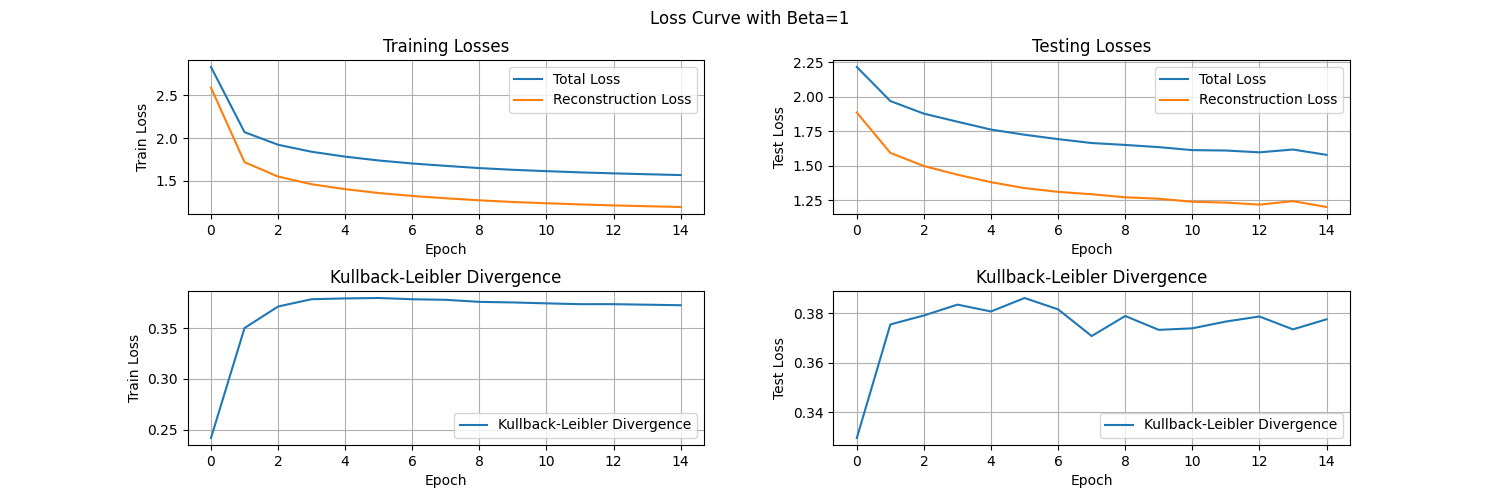 Loss Curve with Beta=1
Training Losses
Train Loss
2.5
2.0
1.5
Total Loss
Reconstruction Loss
0 2 4 6 8 10 12 14
Epoch
Testing Losses
Test Loss
2.25
2.00
1.75
1.50
1.25
Total Loss
Reconstruction Loss
0 2 4 6 8 10 12 14
Epoch
Kullback-Leibler Divergence
Train Loss
0.35
0.30
0.25
Kullback-Leibler Divergence
0 2 4 6 8 10 12 14
Epoch
Kullback-Leibler Divergence
Test Loss
0.38
0.36
0.34
Kullback-Leibler Divergence
0 2 4 6 8 10 12 14
Epoch